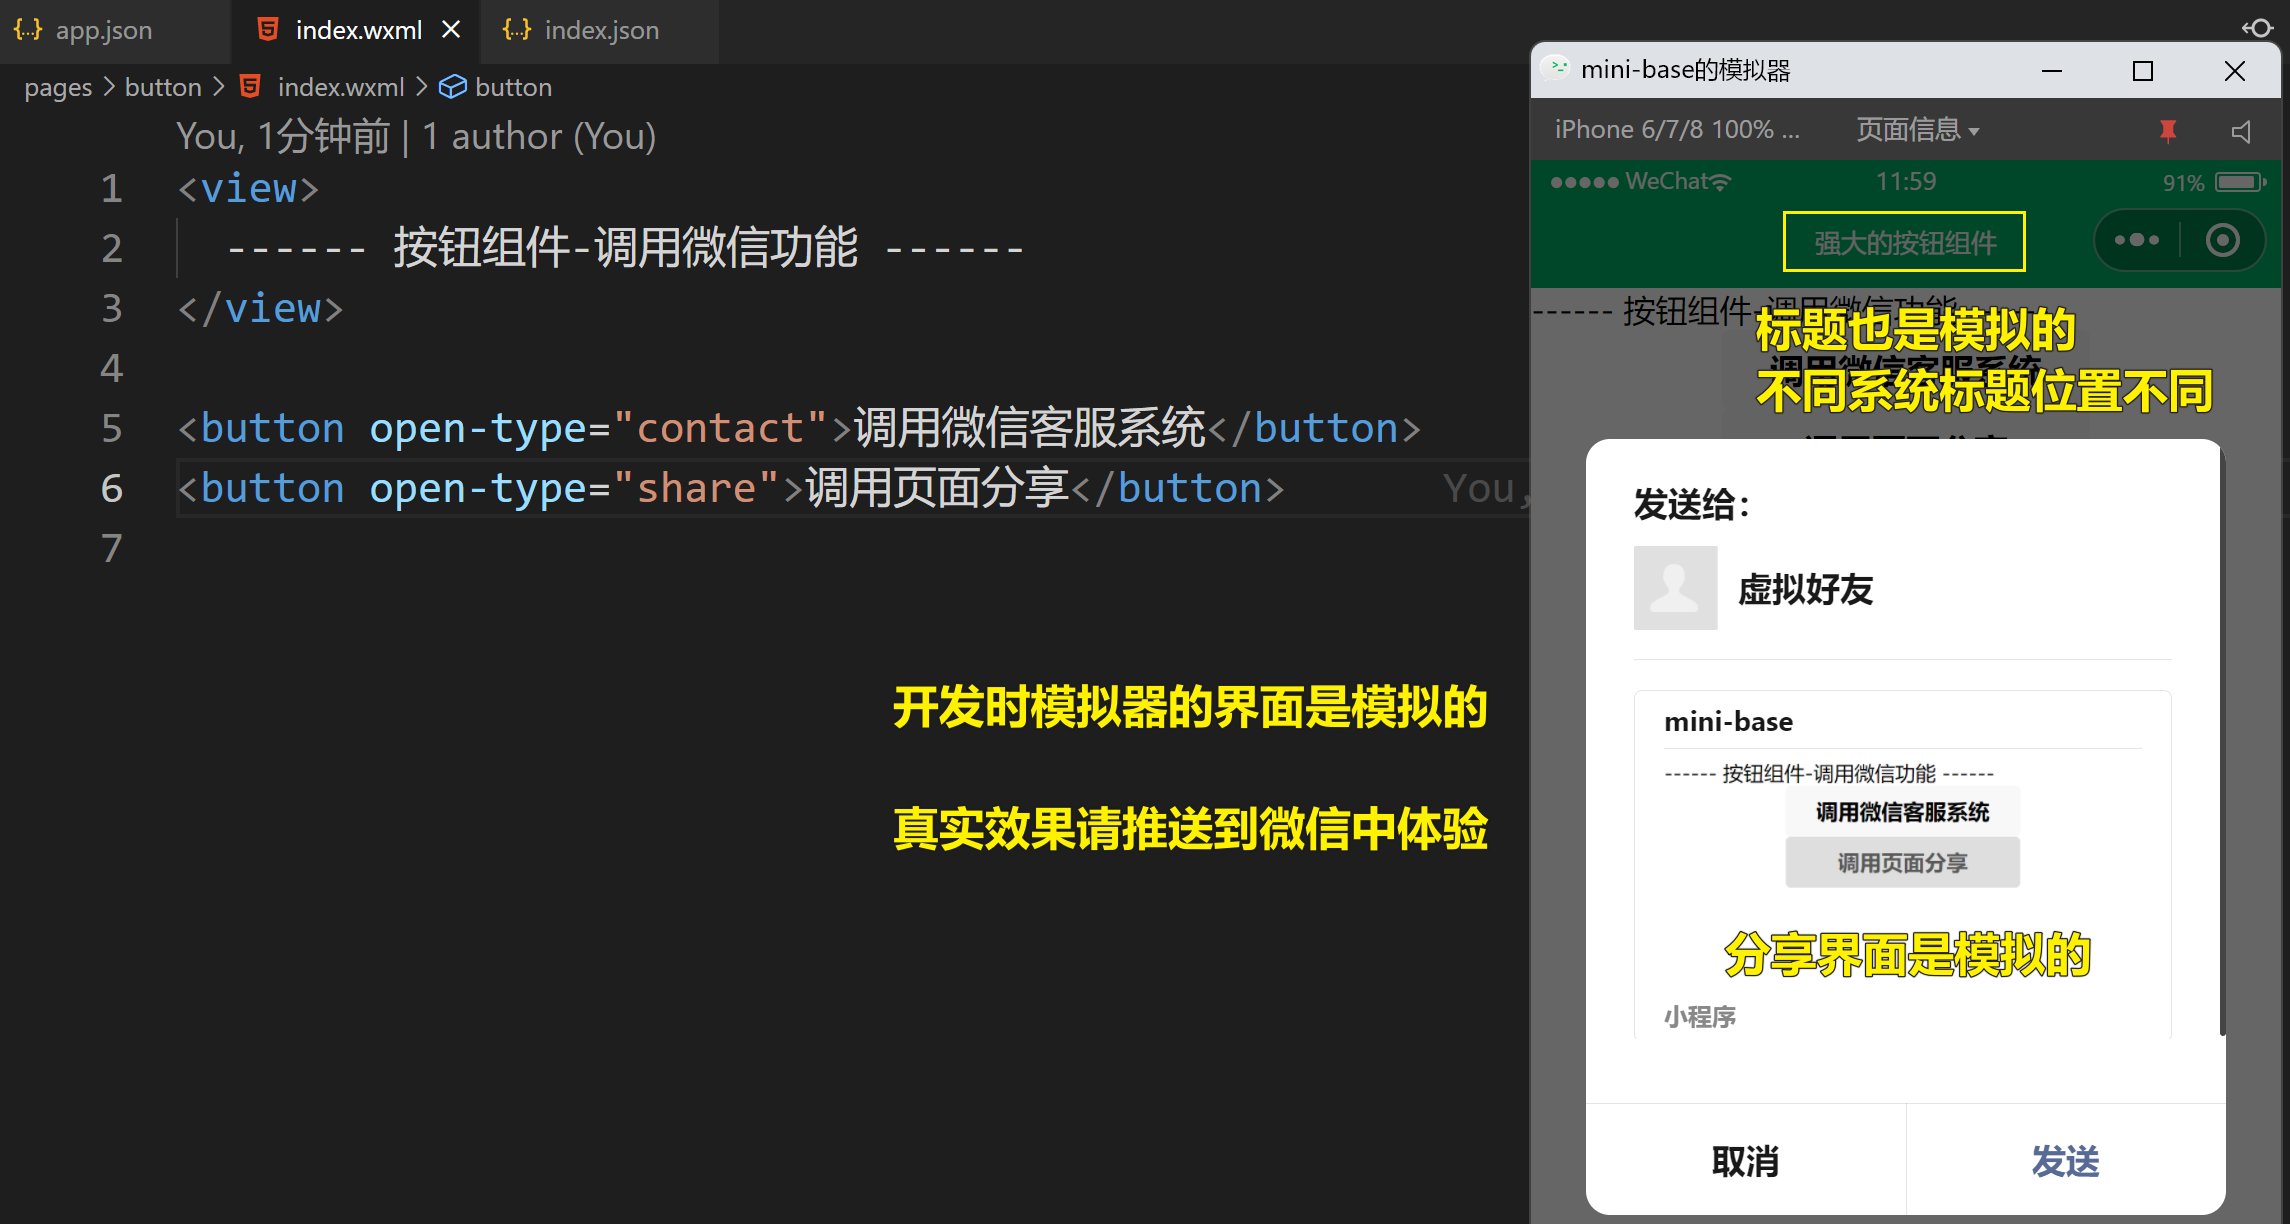 app.json
index.wxml
index.json
pages > button > index.wxml > button
You, 1分钟前 | 1 author (You)
1 <view>
2 ------ 按钮组件-调用微信功能 ------
3 </view>
4
5 <button open-type="contact">调用微信客服系统</button>
6 <button open-type="share">调用页面分享</button> You,
7
开发时模拟器的界面是模拟的
真实效果请推送到微信中体验
mini-base的模拟器
iPhone 6/7/8 100% ... 页面信息
WeChat 11:59 91%
强大的按钮组件
------ 按钮组件-调用微信功能
标题也是模拟的
调用微信客服系统
不同系统标题位置不同
发送给：
虚拟好友
mini-base
------ 按钮组件-调用微信功能 ------
调用微信客服系统
调用页面分享
分享界面是模拟的
小程序
取消 发送